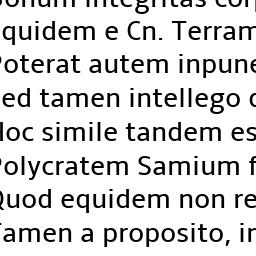 Bonum integritas corp
equidem e Cn. Terram
Poterat autem inpune
Sed tamen intellego
Hoc simile tandem es
Polycratem Samium f
Quod equidem non re
Tamen a proposito, in